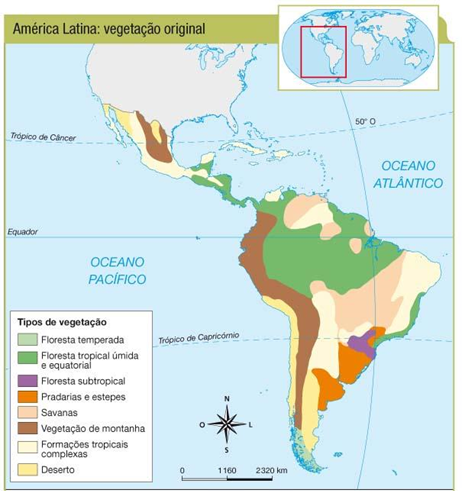 América Latina: vegetação original
50° O
Trópico de Câncer
OCEANO
ATLÂNTICO
Equador
OCEANO
PACÍFICO
Trópico de Capricórnio
Tipos de vegetação
Floresta temperada
Floresta tropical úmida
e equatorial
Floresta subtropical
Pradarias e estepes
Savanas
Vegetação de montanha
Formações tropicais
complexas
Deserto
N
O L
S
0 1160 2320 km